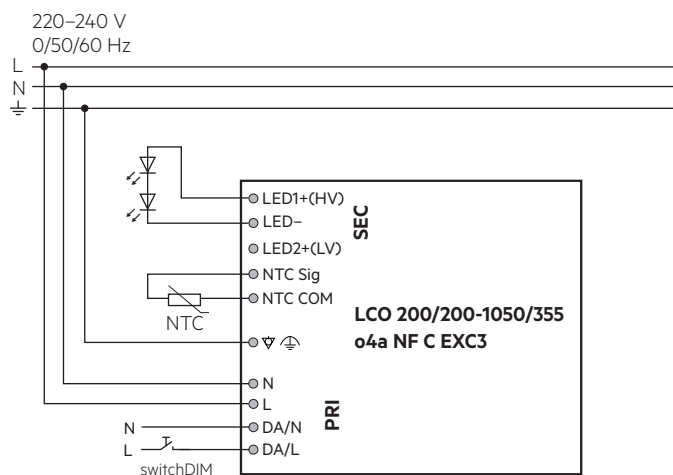 220–240 V
0/50/60 Hz
L
N
LED1+(HV)
LED–
LED2+(LV)
SEC
NTC Sig
NTC COM
NTC
LCO 200/200-1050/355
o4a NF C EXC3
N
L
PRI
N
DA/N
L
DA/L
switchDIM